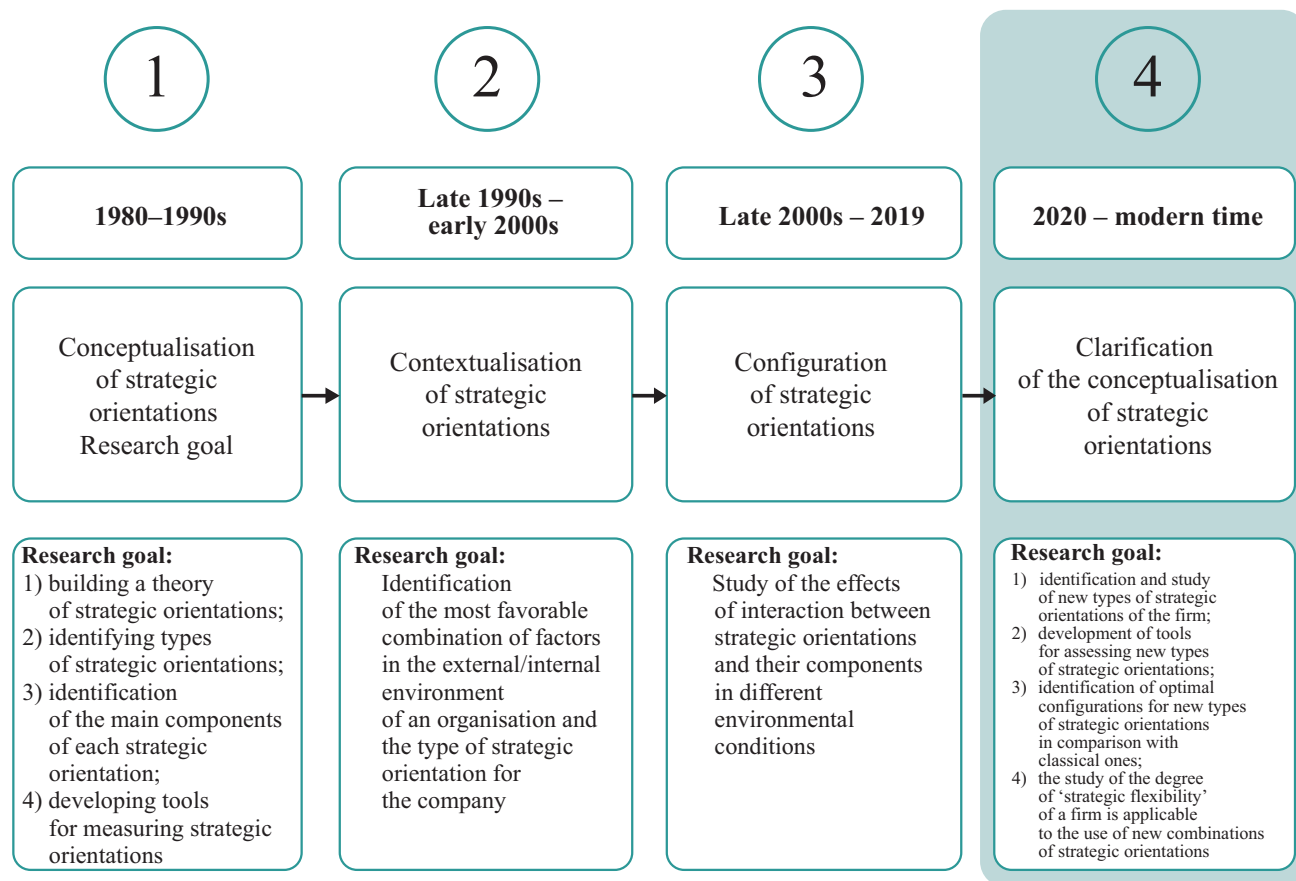 1
2
3
4
1980–1990s
Late 1990s –
early 2000s
Late 2000s – 2019
2020 – modern time
Conceptualisation
of strategic
orientations
Research goal
Contextualisation
of strategic
orientations
Configuration
of strategic
orientations
Clarification
of the conceptualisation
of strategic
orientations
Research goal:
1) building a theory
of strategic orientations;
2) identifying types
of strategic orientations;
3) identification
of the main components
of each strategic
orientation;
4) developing tools
for measuring strategic
orientations
Research goal:
Identification
of the most favorable
combination of factors
in the external/internal
environment
of an organisation and
the type of strategic
orientation for
the company
Research goal:
Study of the effects
of interaction between
strategic orientations
and their components
in different
environmental
conditions
Research goal:
1) identification and study
of new types of strategic
orientations of the firm;
2) development of tools
for assessing new types
of strategic orientations;
3) identification of optimal
configurations for new types
of strategic orientations
in comparison with
classical ones;
4) the study of the degree
of ‘strategic flexibility’
of a firm is applicable
to the use of new combinations
of strategic orientations